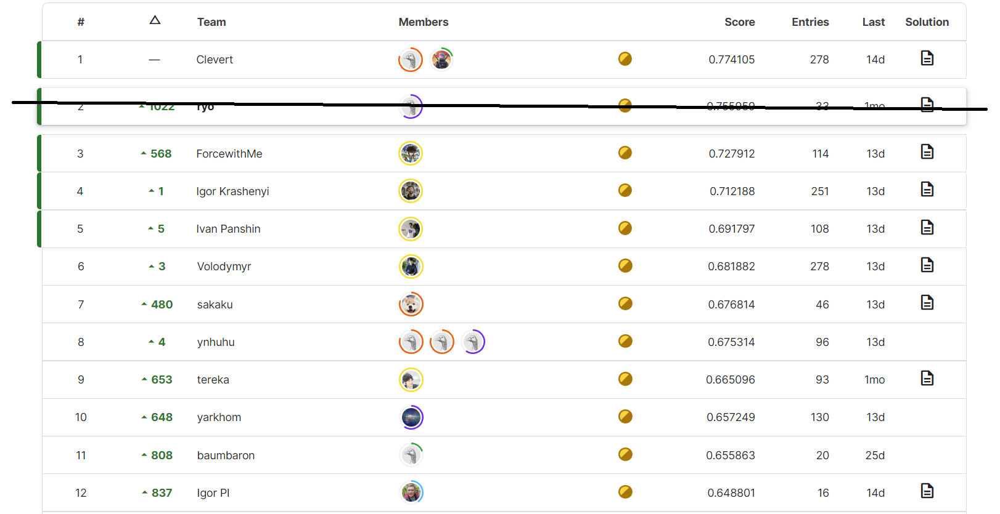 # △ Team Members Score Entries Last Solution
1 — Clevert 0.774105 278 14d
2 1022 ryo 0.755959 33 1mo
3 568 ForcewithMe 0.727912 114 13d
4 1 Igor Krashenyi 0.712188 251 13d
5 5 Ivan Panshin 0.691797 108 13d
6 3 Volodymyr 0.681882 278 13d
7 480 sakaku 0.676814 46 13d
8 4 ynhuhu 0.675314 96 13d
9 653 tereka 0.665096 93 1mo
10 648 yarkhom 0.657249 130 13d
11 808 baumbaron 0.655863 20 25d
12 837 Igor PI 0.648801 16 14d